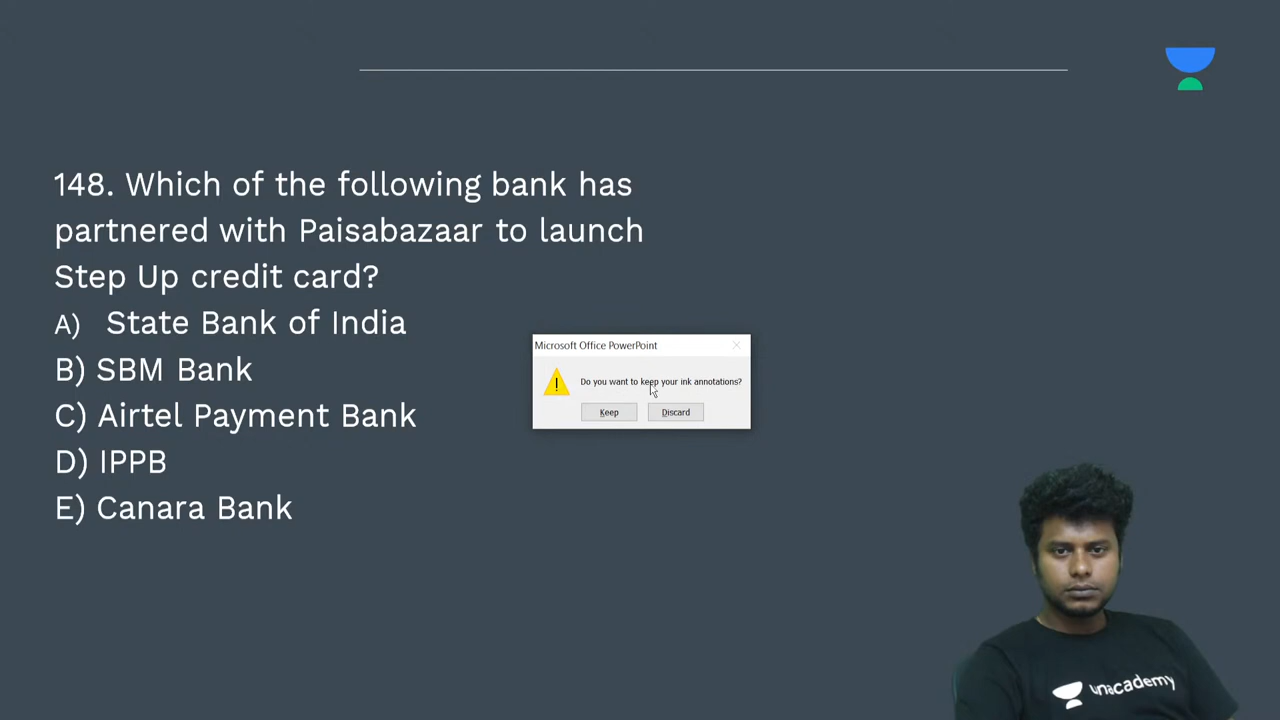 148. Which of the following bank has
partnered with Paisabazaar to launch
Step Up credit card?
A) State Bank of India
B) SBM Bank
C) Airtel Payment Bank
D) IPPB
E) Canara Bank
Microsoft Office PowerPoint
Do you want to keep your ink annotations?
Keep Discard
unacademy